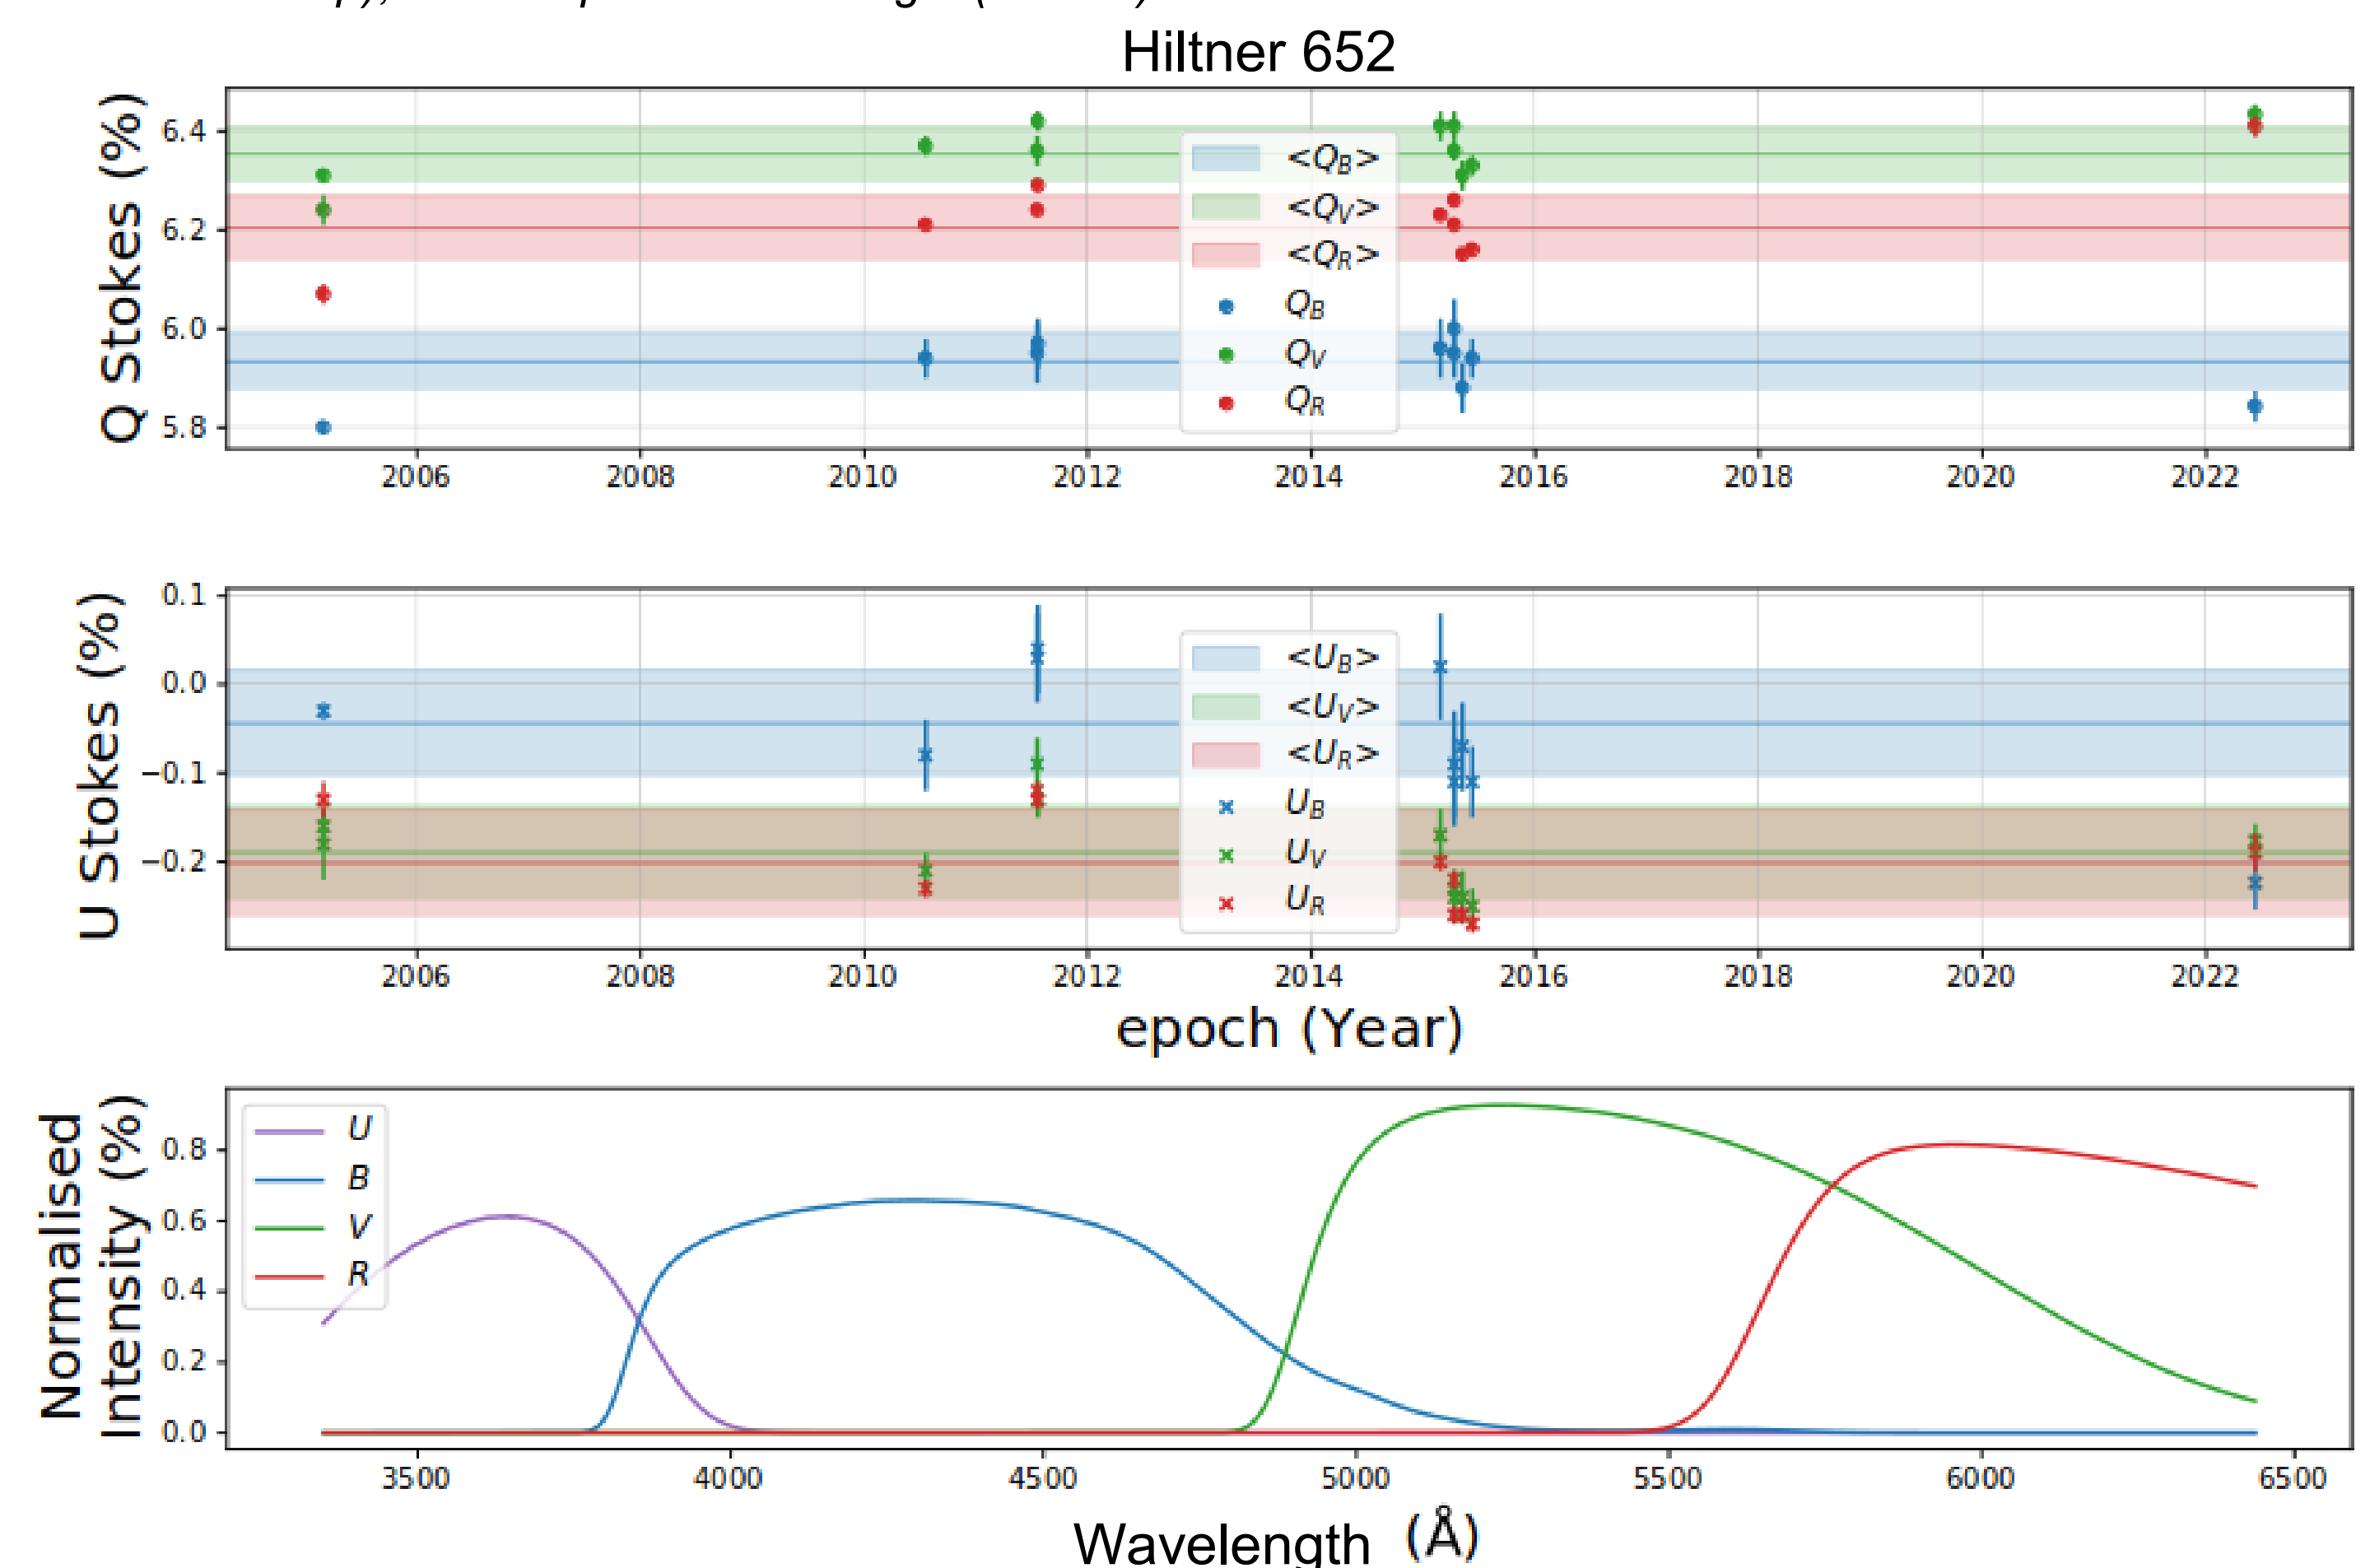 Hiltner 652
Q Stokes (%)
6.4
6.2
6.0
5.8
<Q_B>
<Q_V>
<Q_R>
Q_B
Q_V
Q_R
2006 2008 2010 2012 2014 2016 2018 2020 2022
U Stokes (%)
0.1
0.0
−0.1
−0.2
<U_B>
<U_V>
<U_R>
U_B
U_V
U_R
2006 2008 2010 2012 2014 2016 2018 2020 2022
epoch (Year)
Normalised
Intensity (%)
0.8
0.6
0.4
0.2
0.0
U
B
V
R
3500 4000 4500 5000 5500 6000 6500
Wavelength (Å)